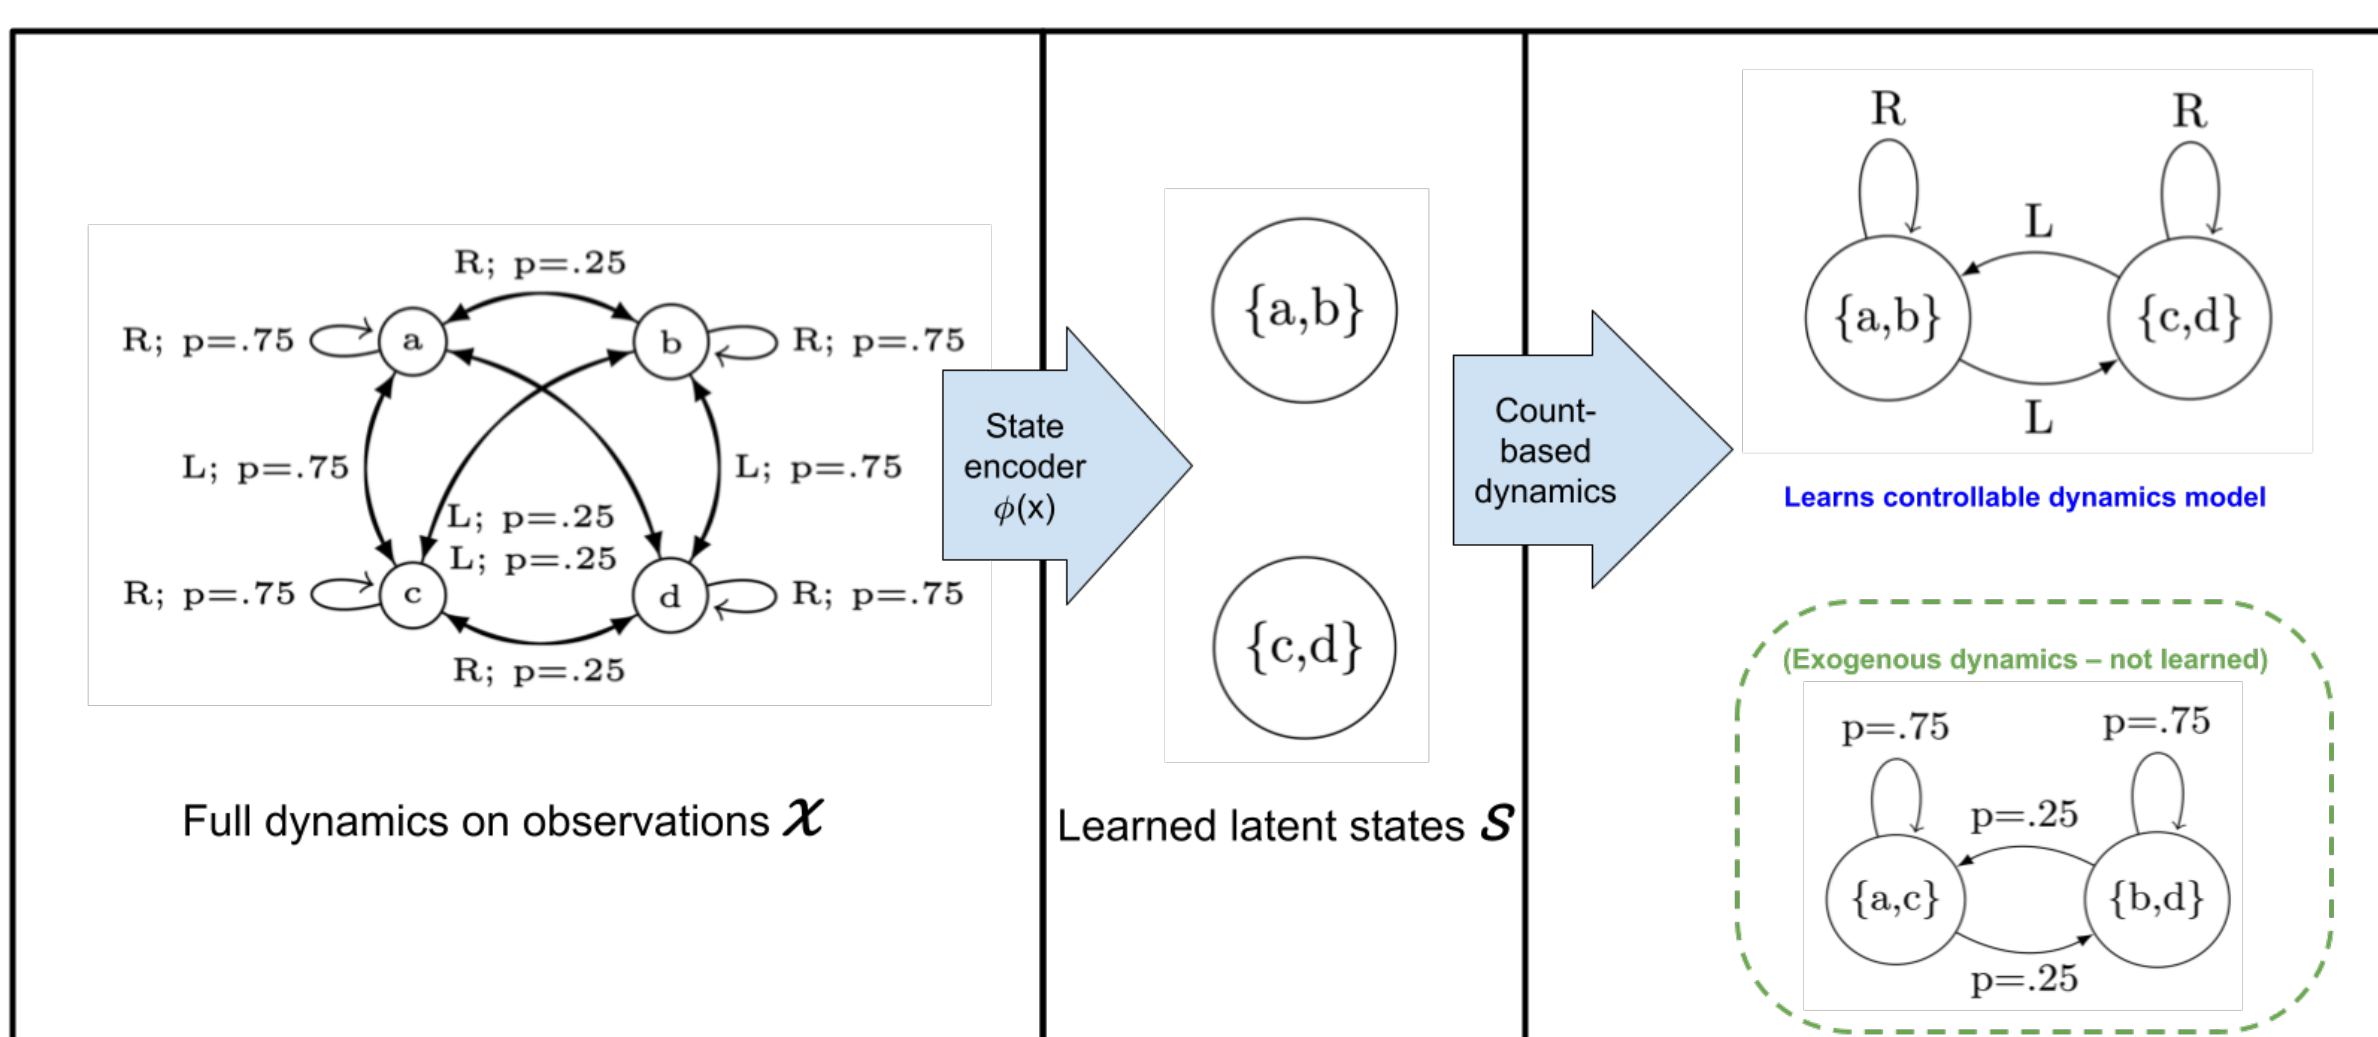 R; p=.25
R; p=.75
a
b
R; p=.75
L; p=.75
L; p=.75
L; p=.25
L; p=.25
R; p=.75
c
d
R; p=.75
R; p=.25
Full dynamics on observations 𝒳
State
encoder
ϕ(x)
{a,b}
{c,d}
Learned latent states 𝒮
Count-
based
dynamics
R
R
L
{a,b}
{c,d}
L
Learns controllable dynamics model
(Exogenous dynamics – not learned)
p=.75
p=.75
p=.25
{a,c}
{b,d}
p=.25